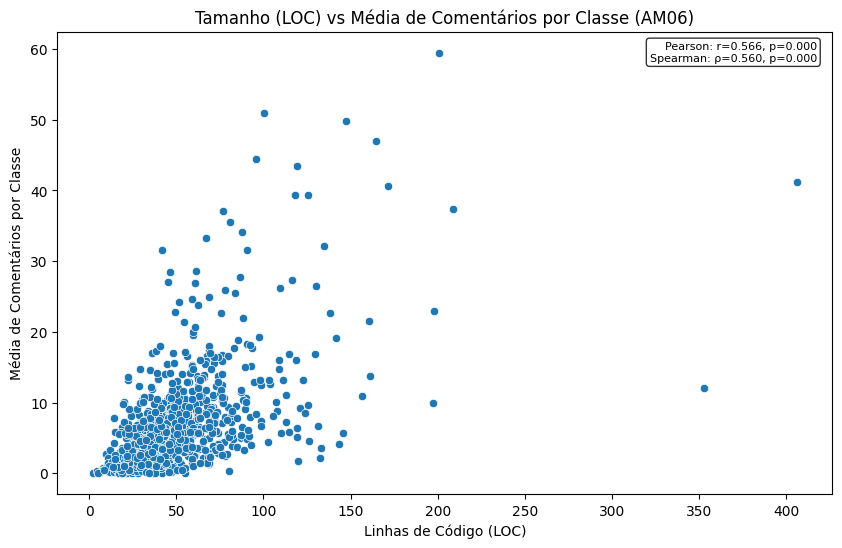 Tamanho (LOC) vs Média de Comentários por Classe (AM06)
Pearson: r=0.566, p=0.000
Spearman: ρ=0.560, p=0.000
Média de Comentários por Classe
60
50
40
30
20
10
0
0 50 100 150 200 250 300 350 400
Linhas de Código (LOC)